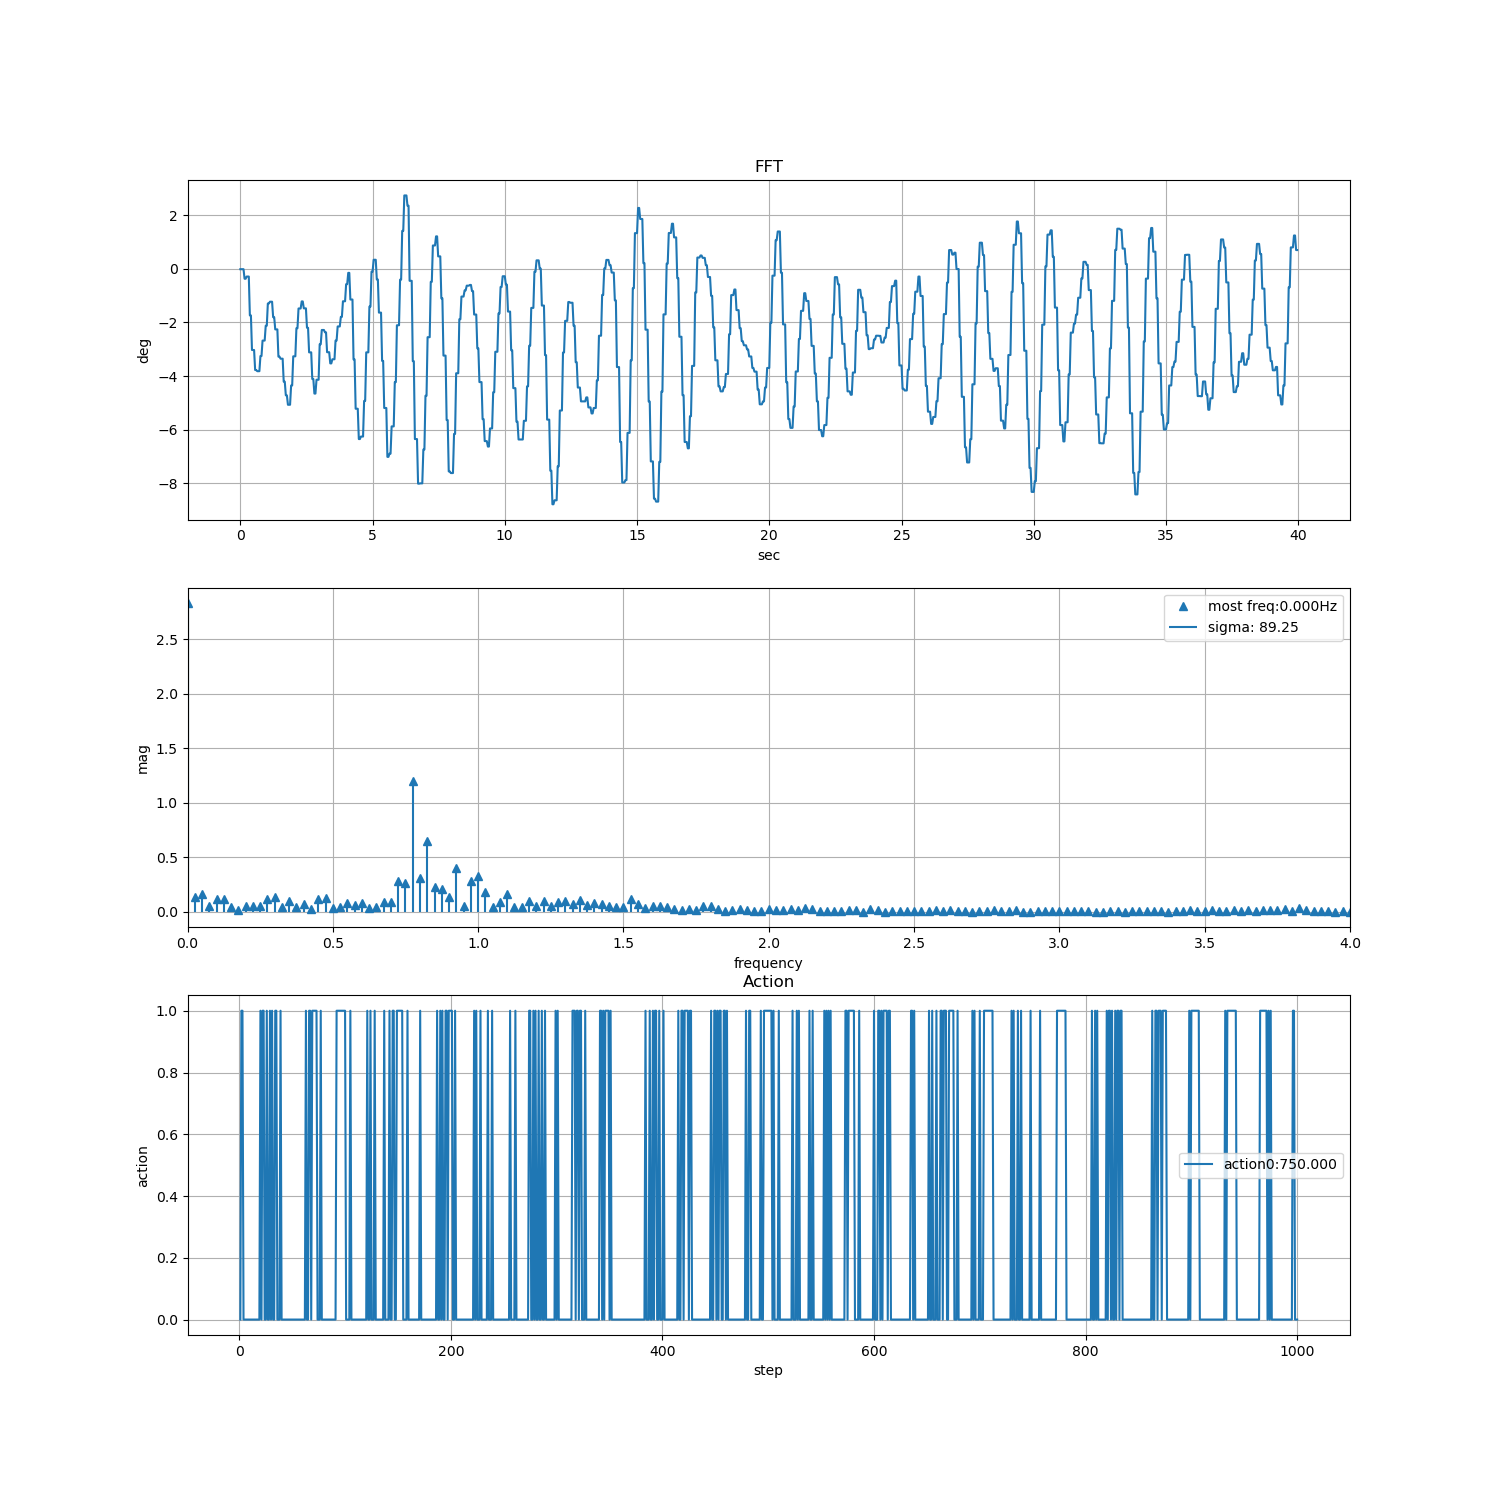 FFT
2
0
−2
−4
−6
−8
deg
0 5 10 15 20 25 30 35 40
sec
most freq:0.000Hz
sigma: 89.25
2.5
2.0
1.5
1.0
0.5
0.0
mag
0.0 0.5 1.0 1.5 2.0 2.5 3.0 3.5 4.0
frequency
Action
1.0
0.8
0.6
0.4
0.2
0.0
action
action0:750.000
0 200 400 600 800 1000
step